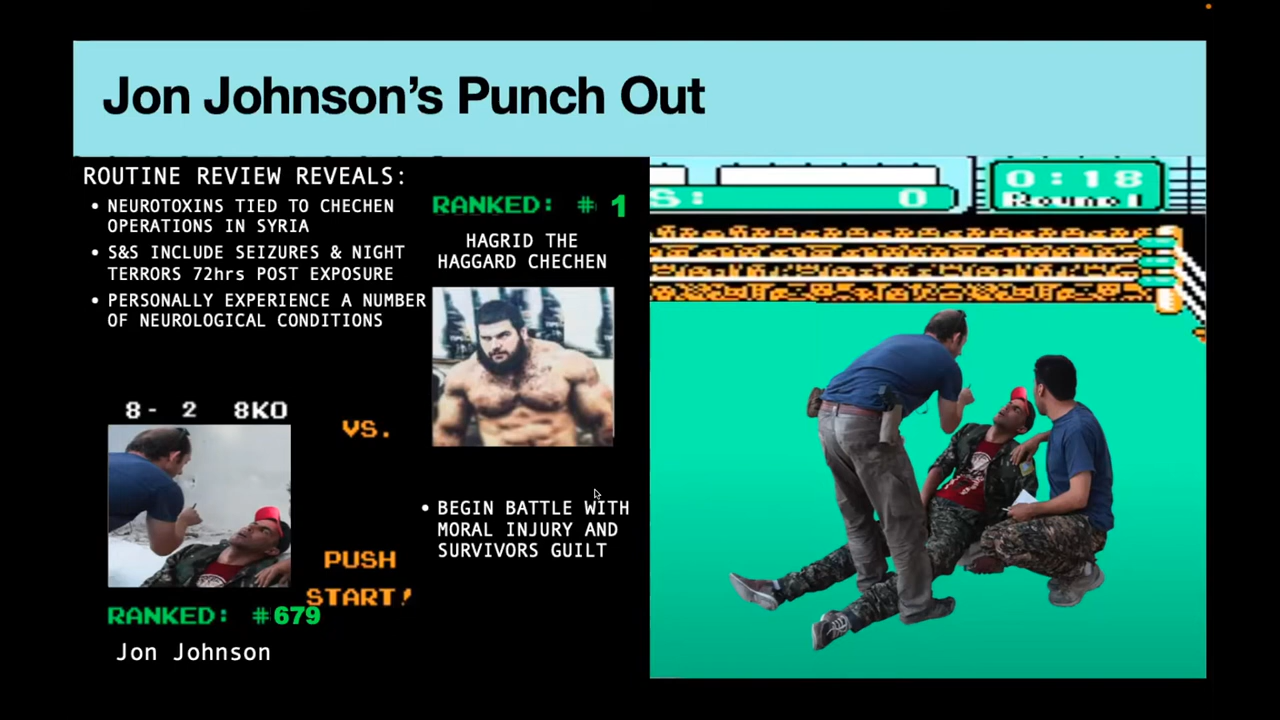 Jon Johnson's Punch Out
ROUTINE REVIEW REVEALS:
• NEUROTOXINS TIED TO CHECHEN
OPERATIONS IN SYRIA
• S&S INCLUDE SEIZURES & NIGHT
TERRORS 72hrs POST EXPOSURE
• PERSONALLY EXPERIENCE A NUMBER
OF NEUROLOGICAL CONDITIONS
8- 2 8KO
VS.
PUSH
START!
RANKED: #679
Jon Johnson
RANKED: # 1
HAGRID THE
HAGGARD CHECHEN
• BEGIN BATTLE WITH
MORAL INJURY AND
SURVIVORS GUILT
S: 0
0:18
Round1